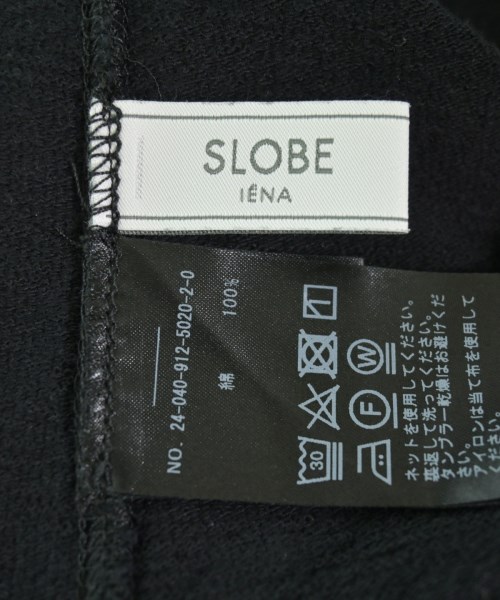 SLOBE
IÉNA
NO. 24-040-912-5020-2-0
綿 100%
30
F
W
ネットを使用してください。
裏返して洗ってください。
タンブラー乾燥はお避けくだ
さい。
アイロンは当て布を使用して
ください。